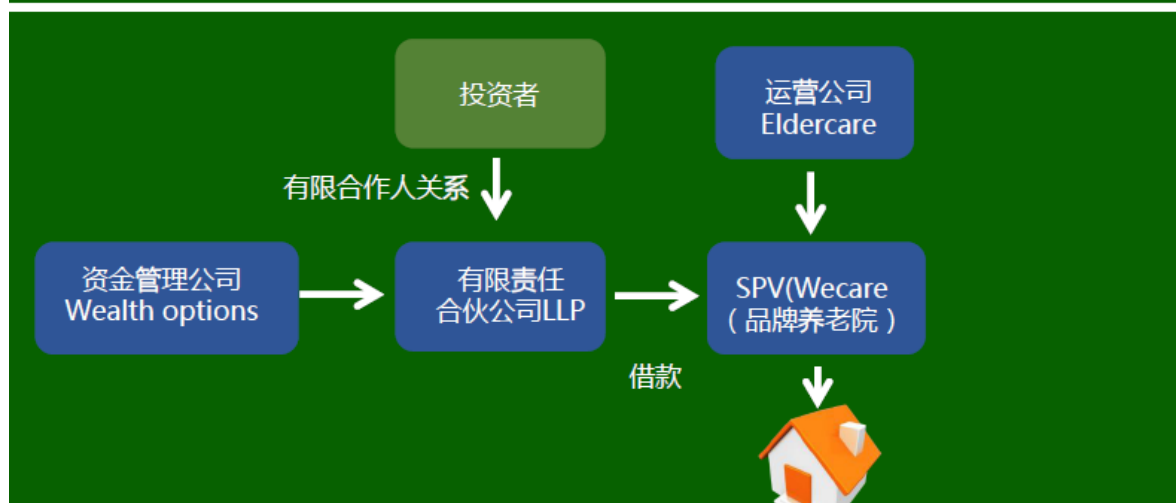 投资者
运营公司
Eldercare
有限合作人关系
资金管理公司
Wealth options
有限责任
合伙公司LLP
SPV(Wecare
（品牌养老院）
借款